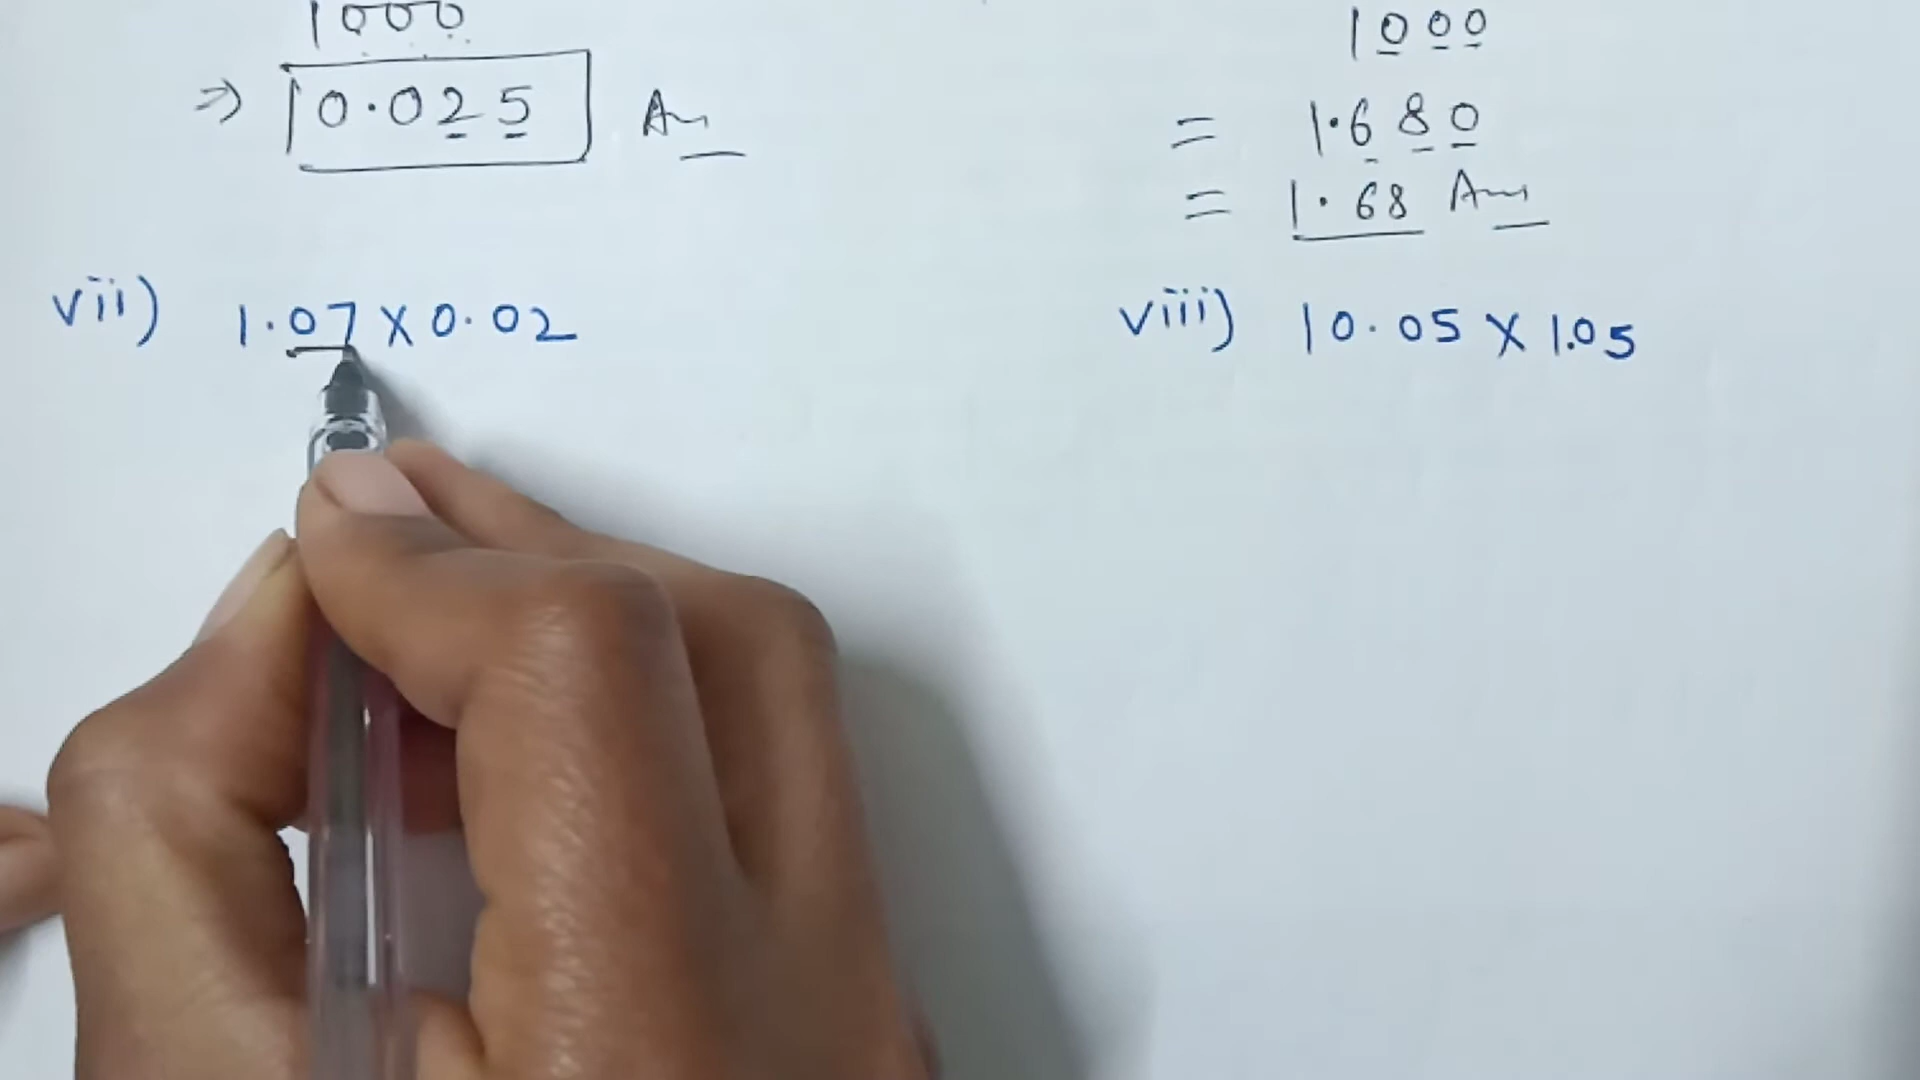 1000
⇒ 0.025 Ans
1000
= 1.680
= 1.68 Ans
vii) 1.07 X 0.02
viii) 10.05 X 1.05